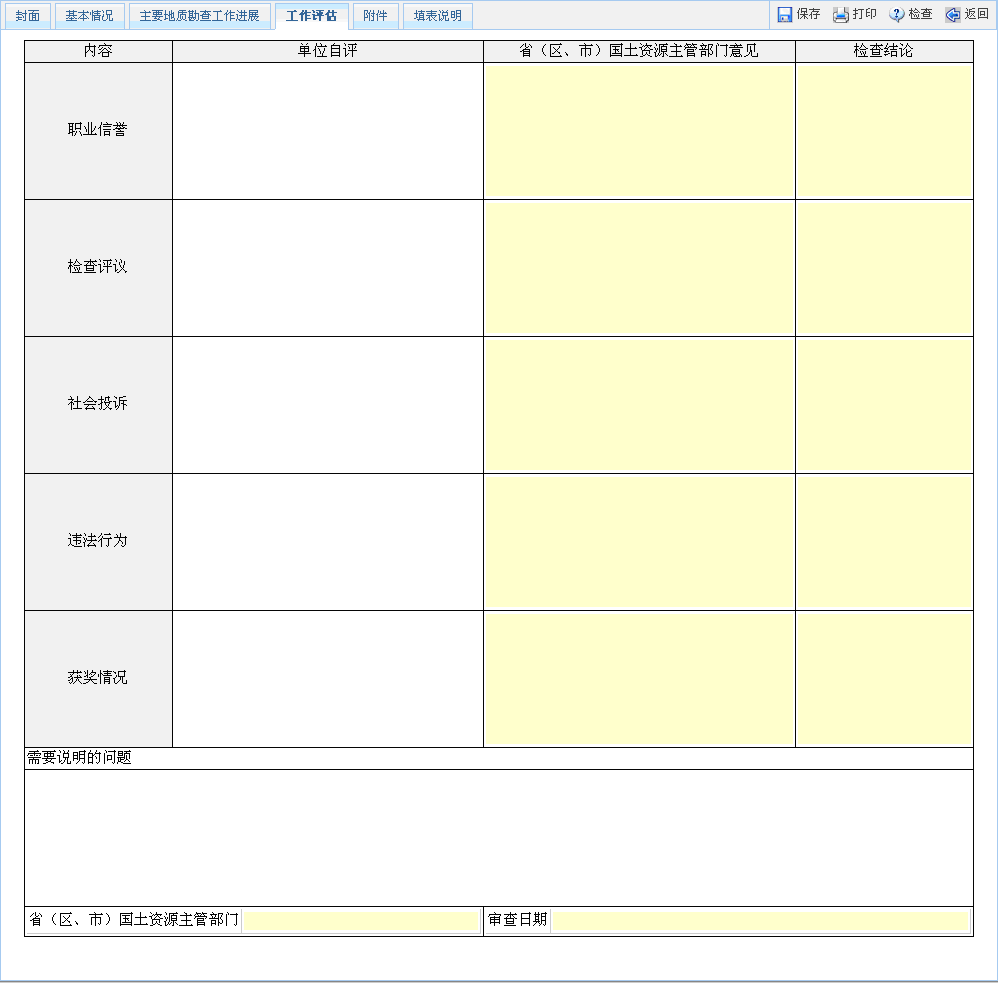 封面 基本情况 主要地质勘查工作进展 工作评估 附件 填表说明 保存 打印 检查 返回
内容 单位自评 省（区、市）国土资源主管部门意见 检查结论
职业信誉
检查评议
社会投诉
违法行为
获奖情况
需要说明的问题
省（区、市）国土资源主管部门 审查日期